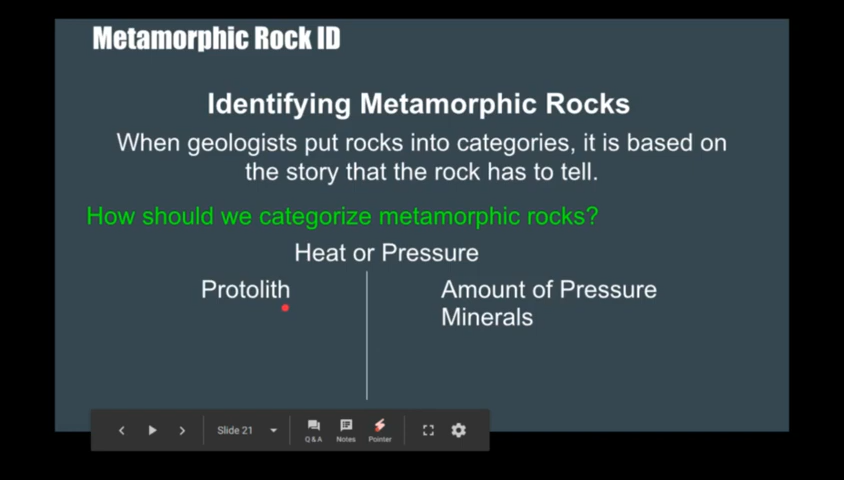 Metamorphic Rock ID
Identifying Metamorphic Rocks
When geologists put rocks into categories, it is based on
the story that the rock has to tell.
How should we categorize metamorphic rocks?
Heat or Pressure
Protolith
Amount of Pressure
Minerals
Slide 21
Q & A
Notes
Pointer